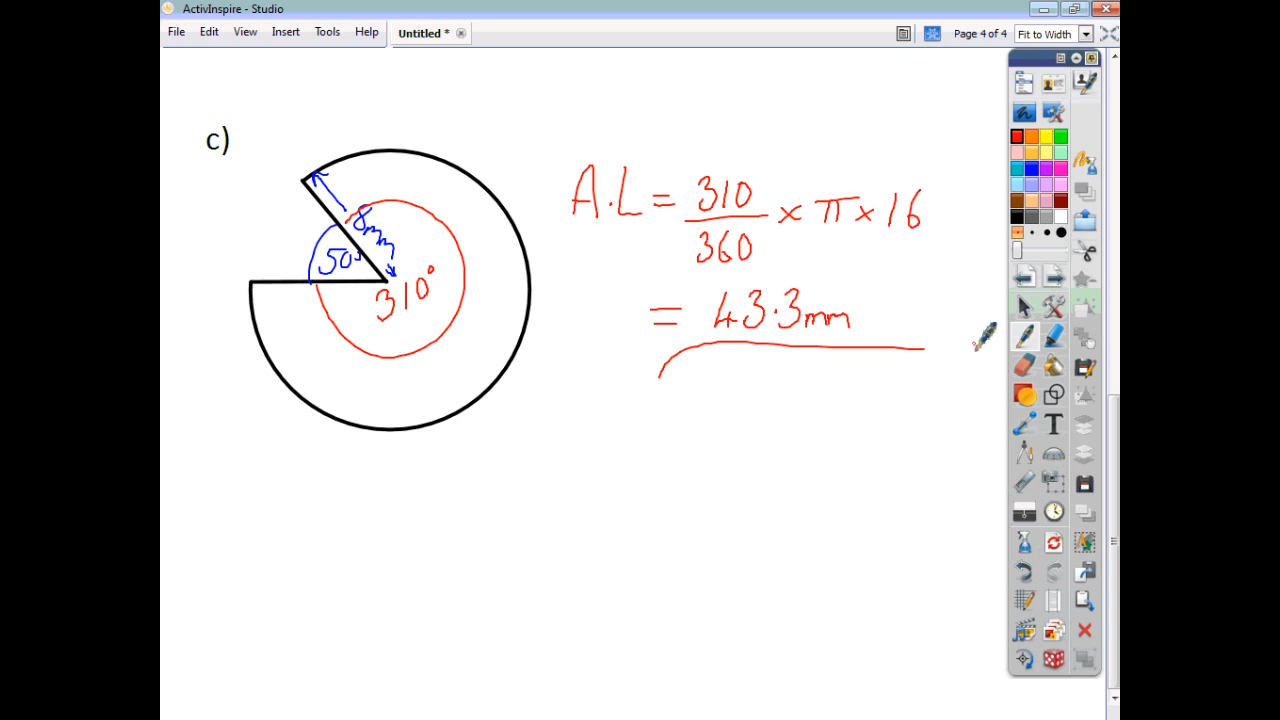 ActivInspire - Studio
File Edit View Insert Tools Help
Untitled *
Page 4 of 4
Fit to Width
c)
8mm
50°
310°
A.L = 310/360 × π × 16
= 43.3mm